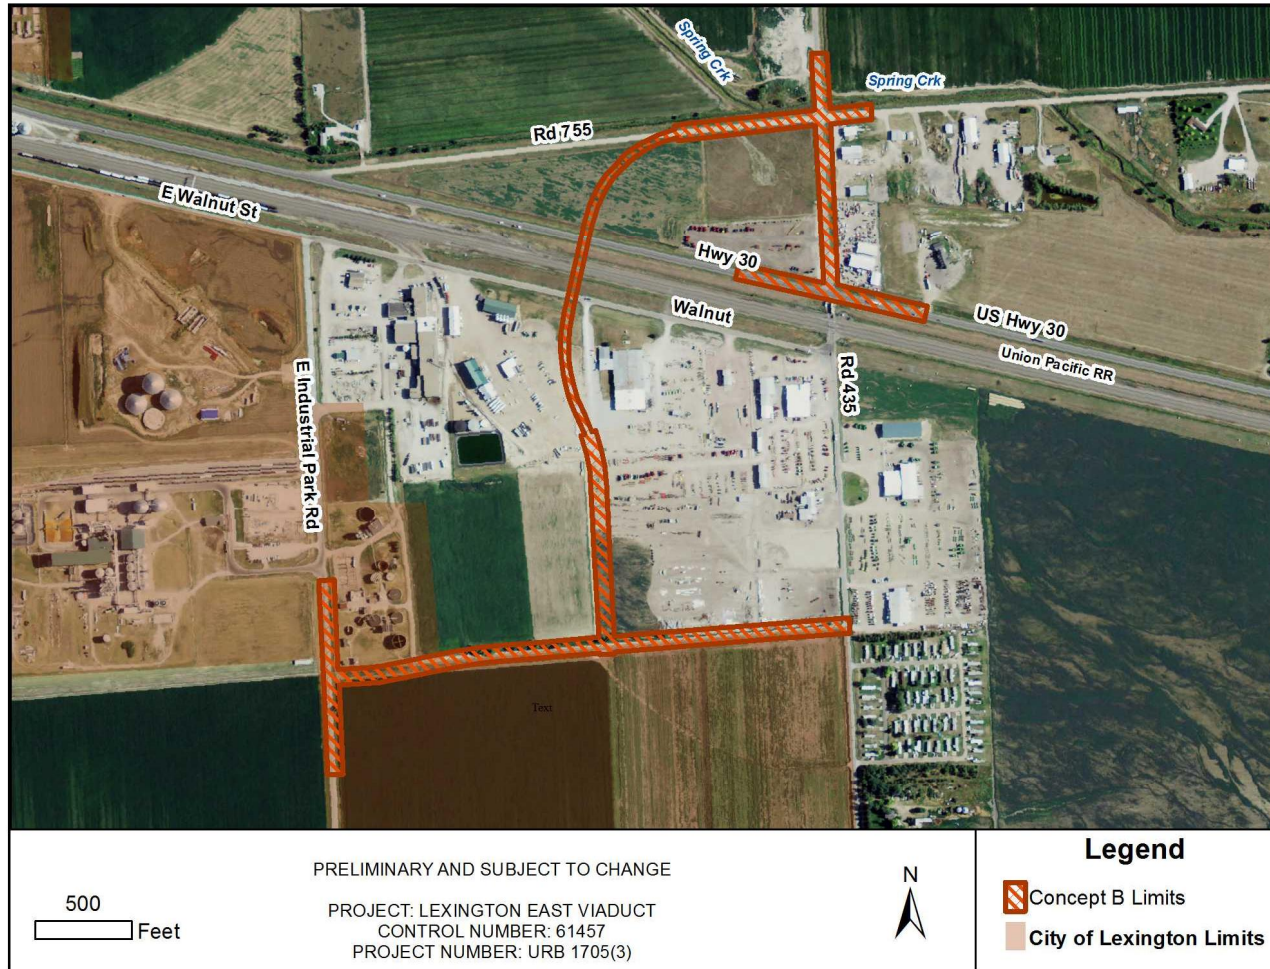 Spring Crk
Spring Crk
Rd 755
E Walnut St
Hwy 30
Walnut
US Hwy 30
Union Pacific RR
Rd 435
E Industrial Park Rd
Text
500
Feet
PRELIMINARY AND SUBJECT TO CHANGE
PROJECT: LEXINGTON EAST VIADUCT
CONTROL NUMBER: 61457
PROJECT NUMBER: URB 1705(3)
N
Legend
Concept B Limits
City of Lexington Limits